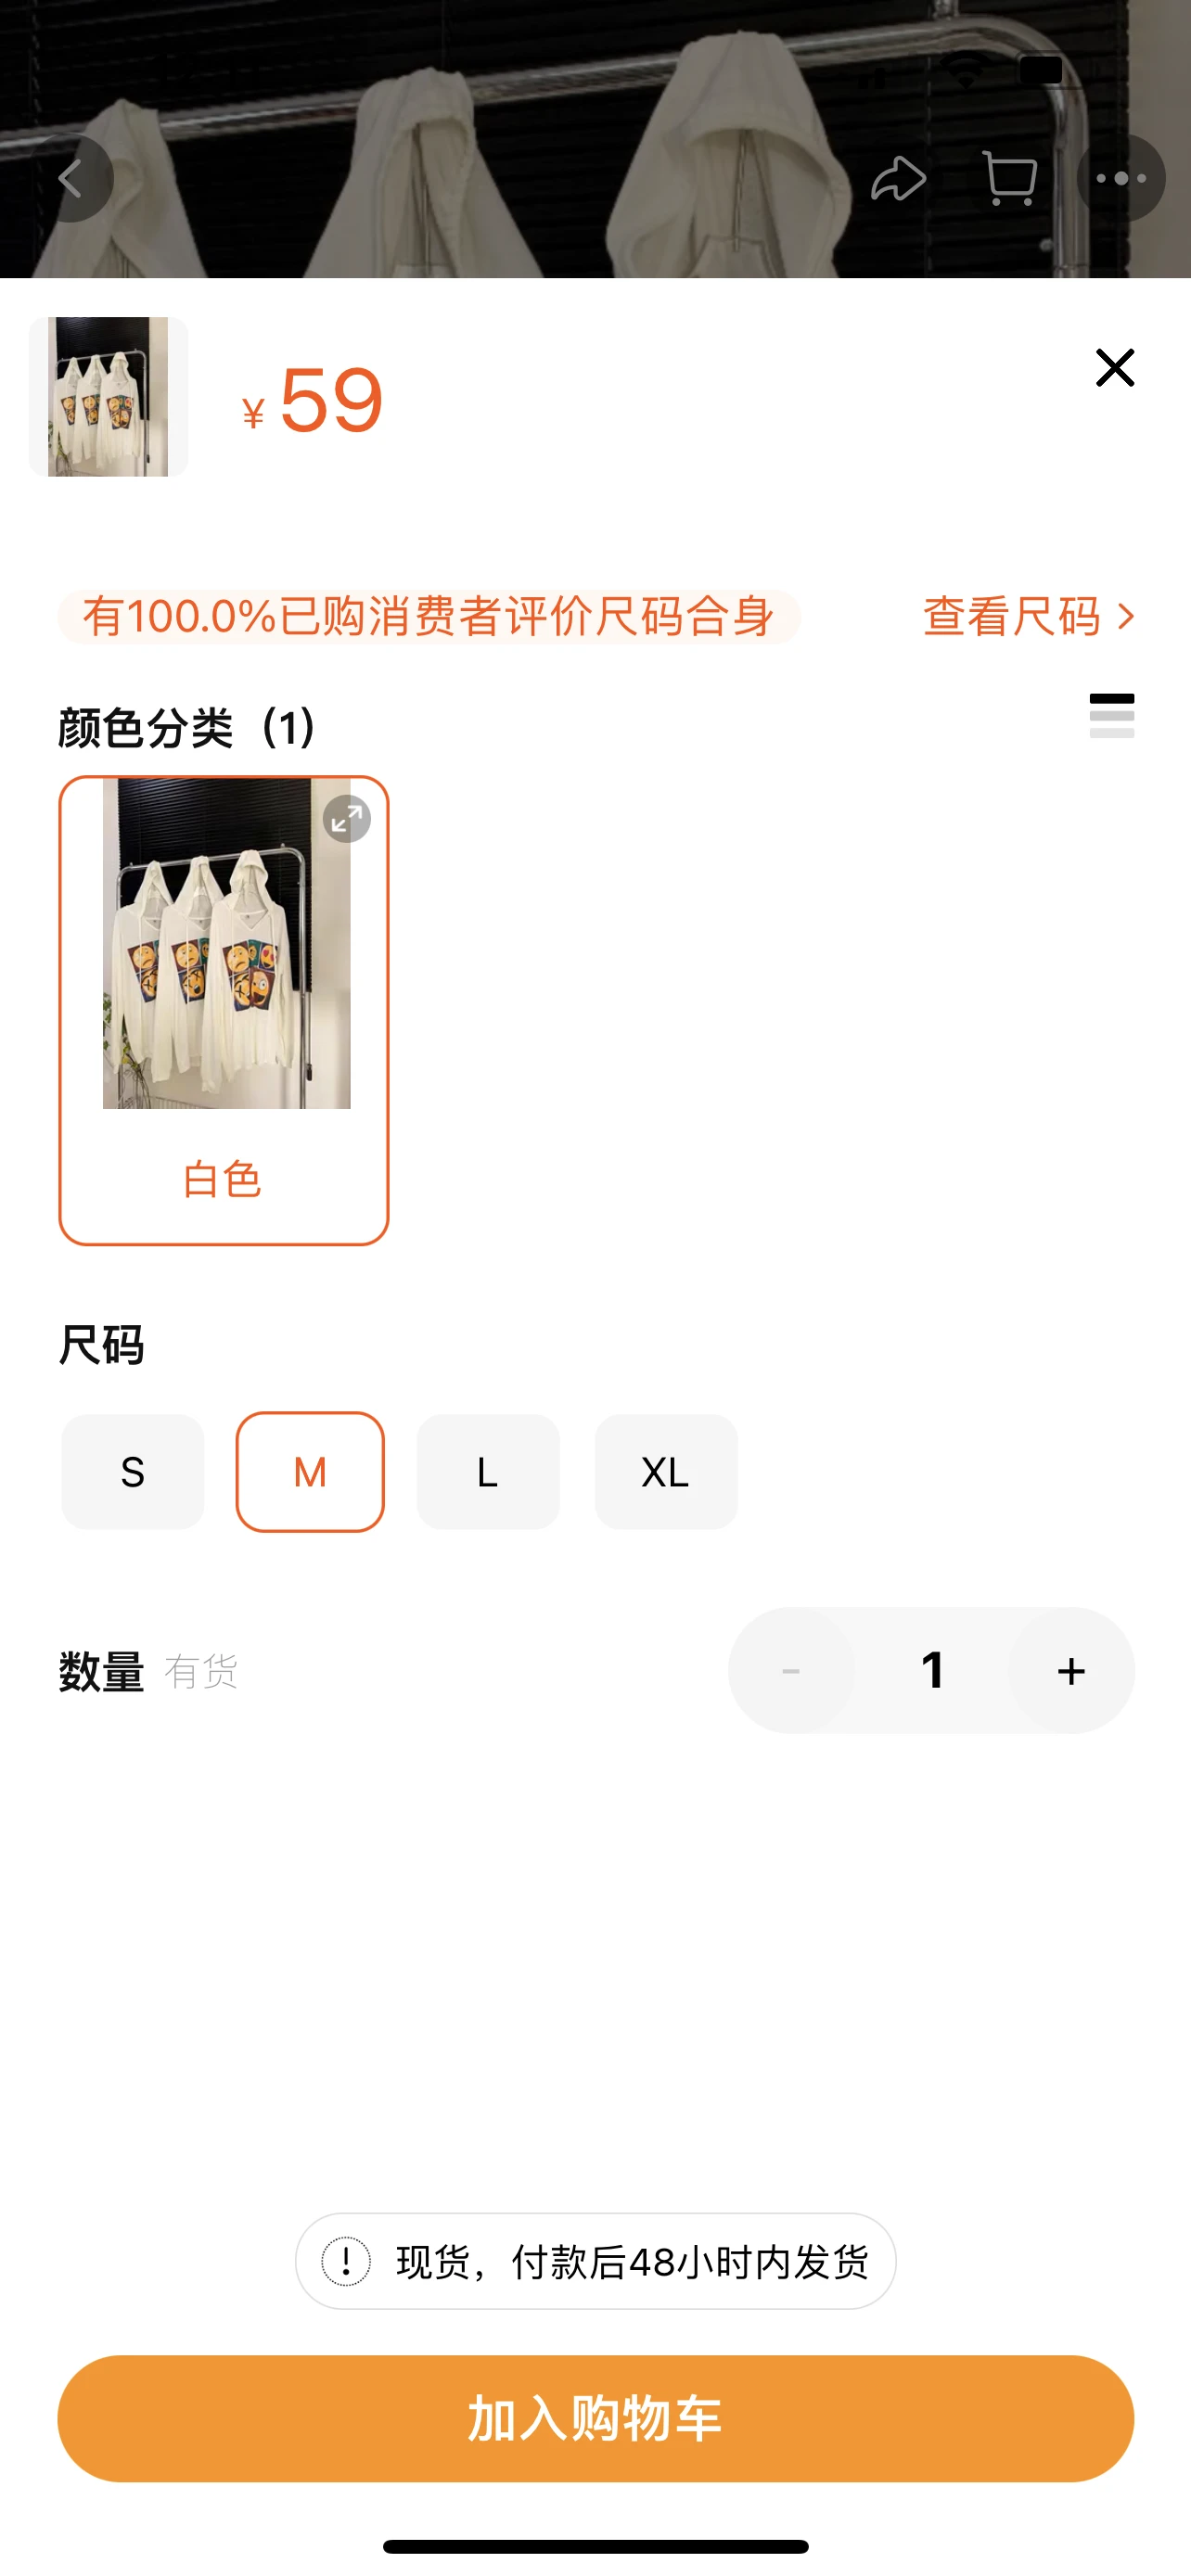 ¥ 59
有100.0%已购消费者评价尺码合身
查看尺码 >
颜色分类（1）
白色
尺码
S M L XL
数量 有货
- 1 +
现货，付款后48小时内发货
加入购物车